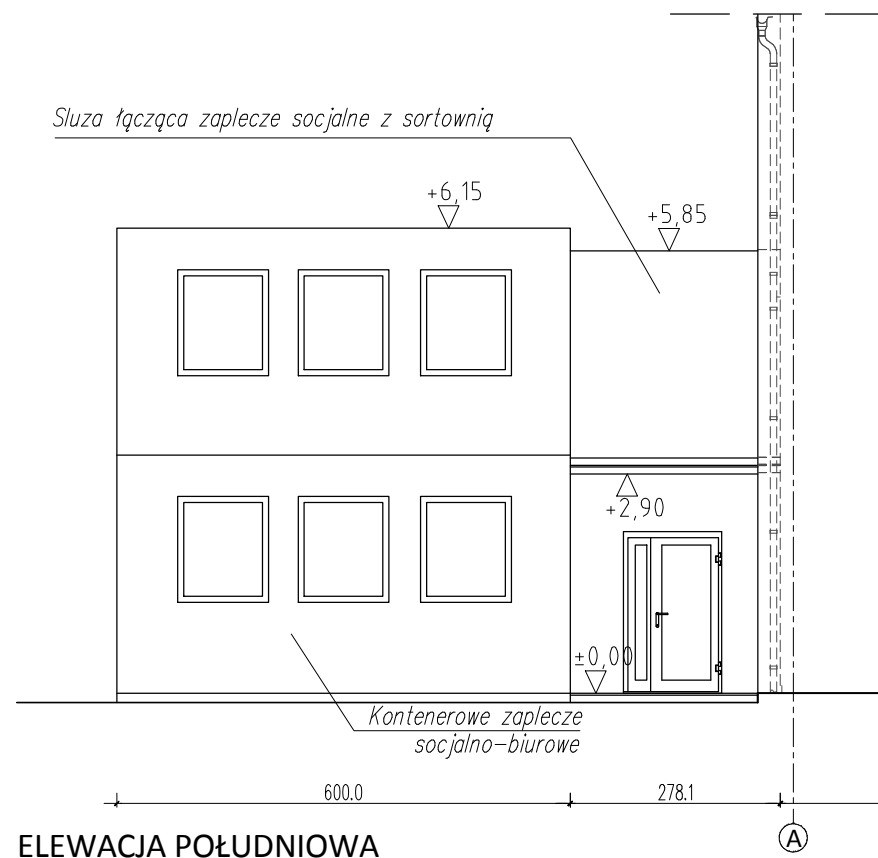 Sluza łącząca zaplecze socjalne z sortownią
+6,15
+5,85
+2,90
±0,00
Kontenerowe zaplecze
socjalno-biurowe
600.0
278.1
ELEWACJA POŁUDNIOWA
A